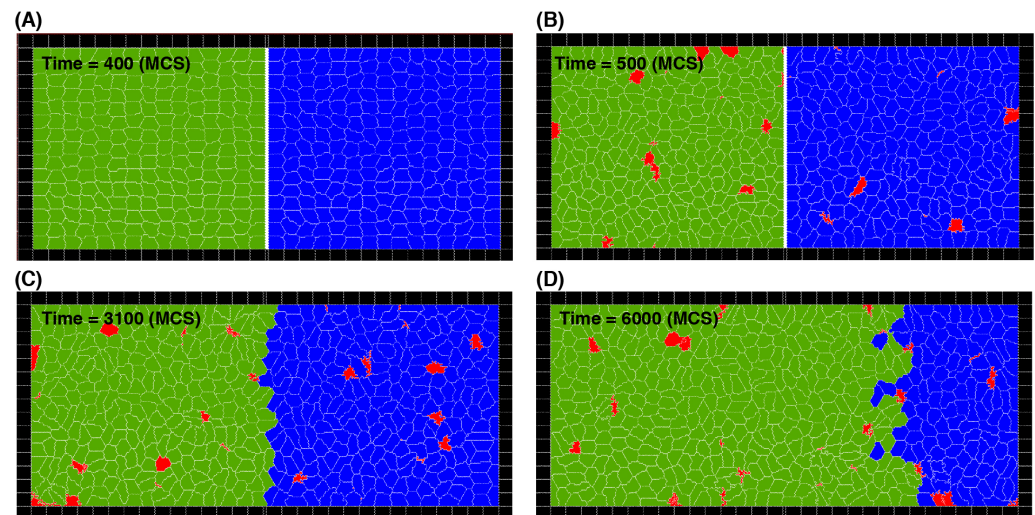 (A)
Time = 400 (MCS)
(B)
Time = 500 (MCS)
(C)
Time = 3100 (MCS)
(D)
Time = 6000 (MCS)